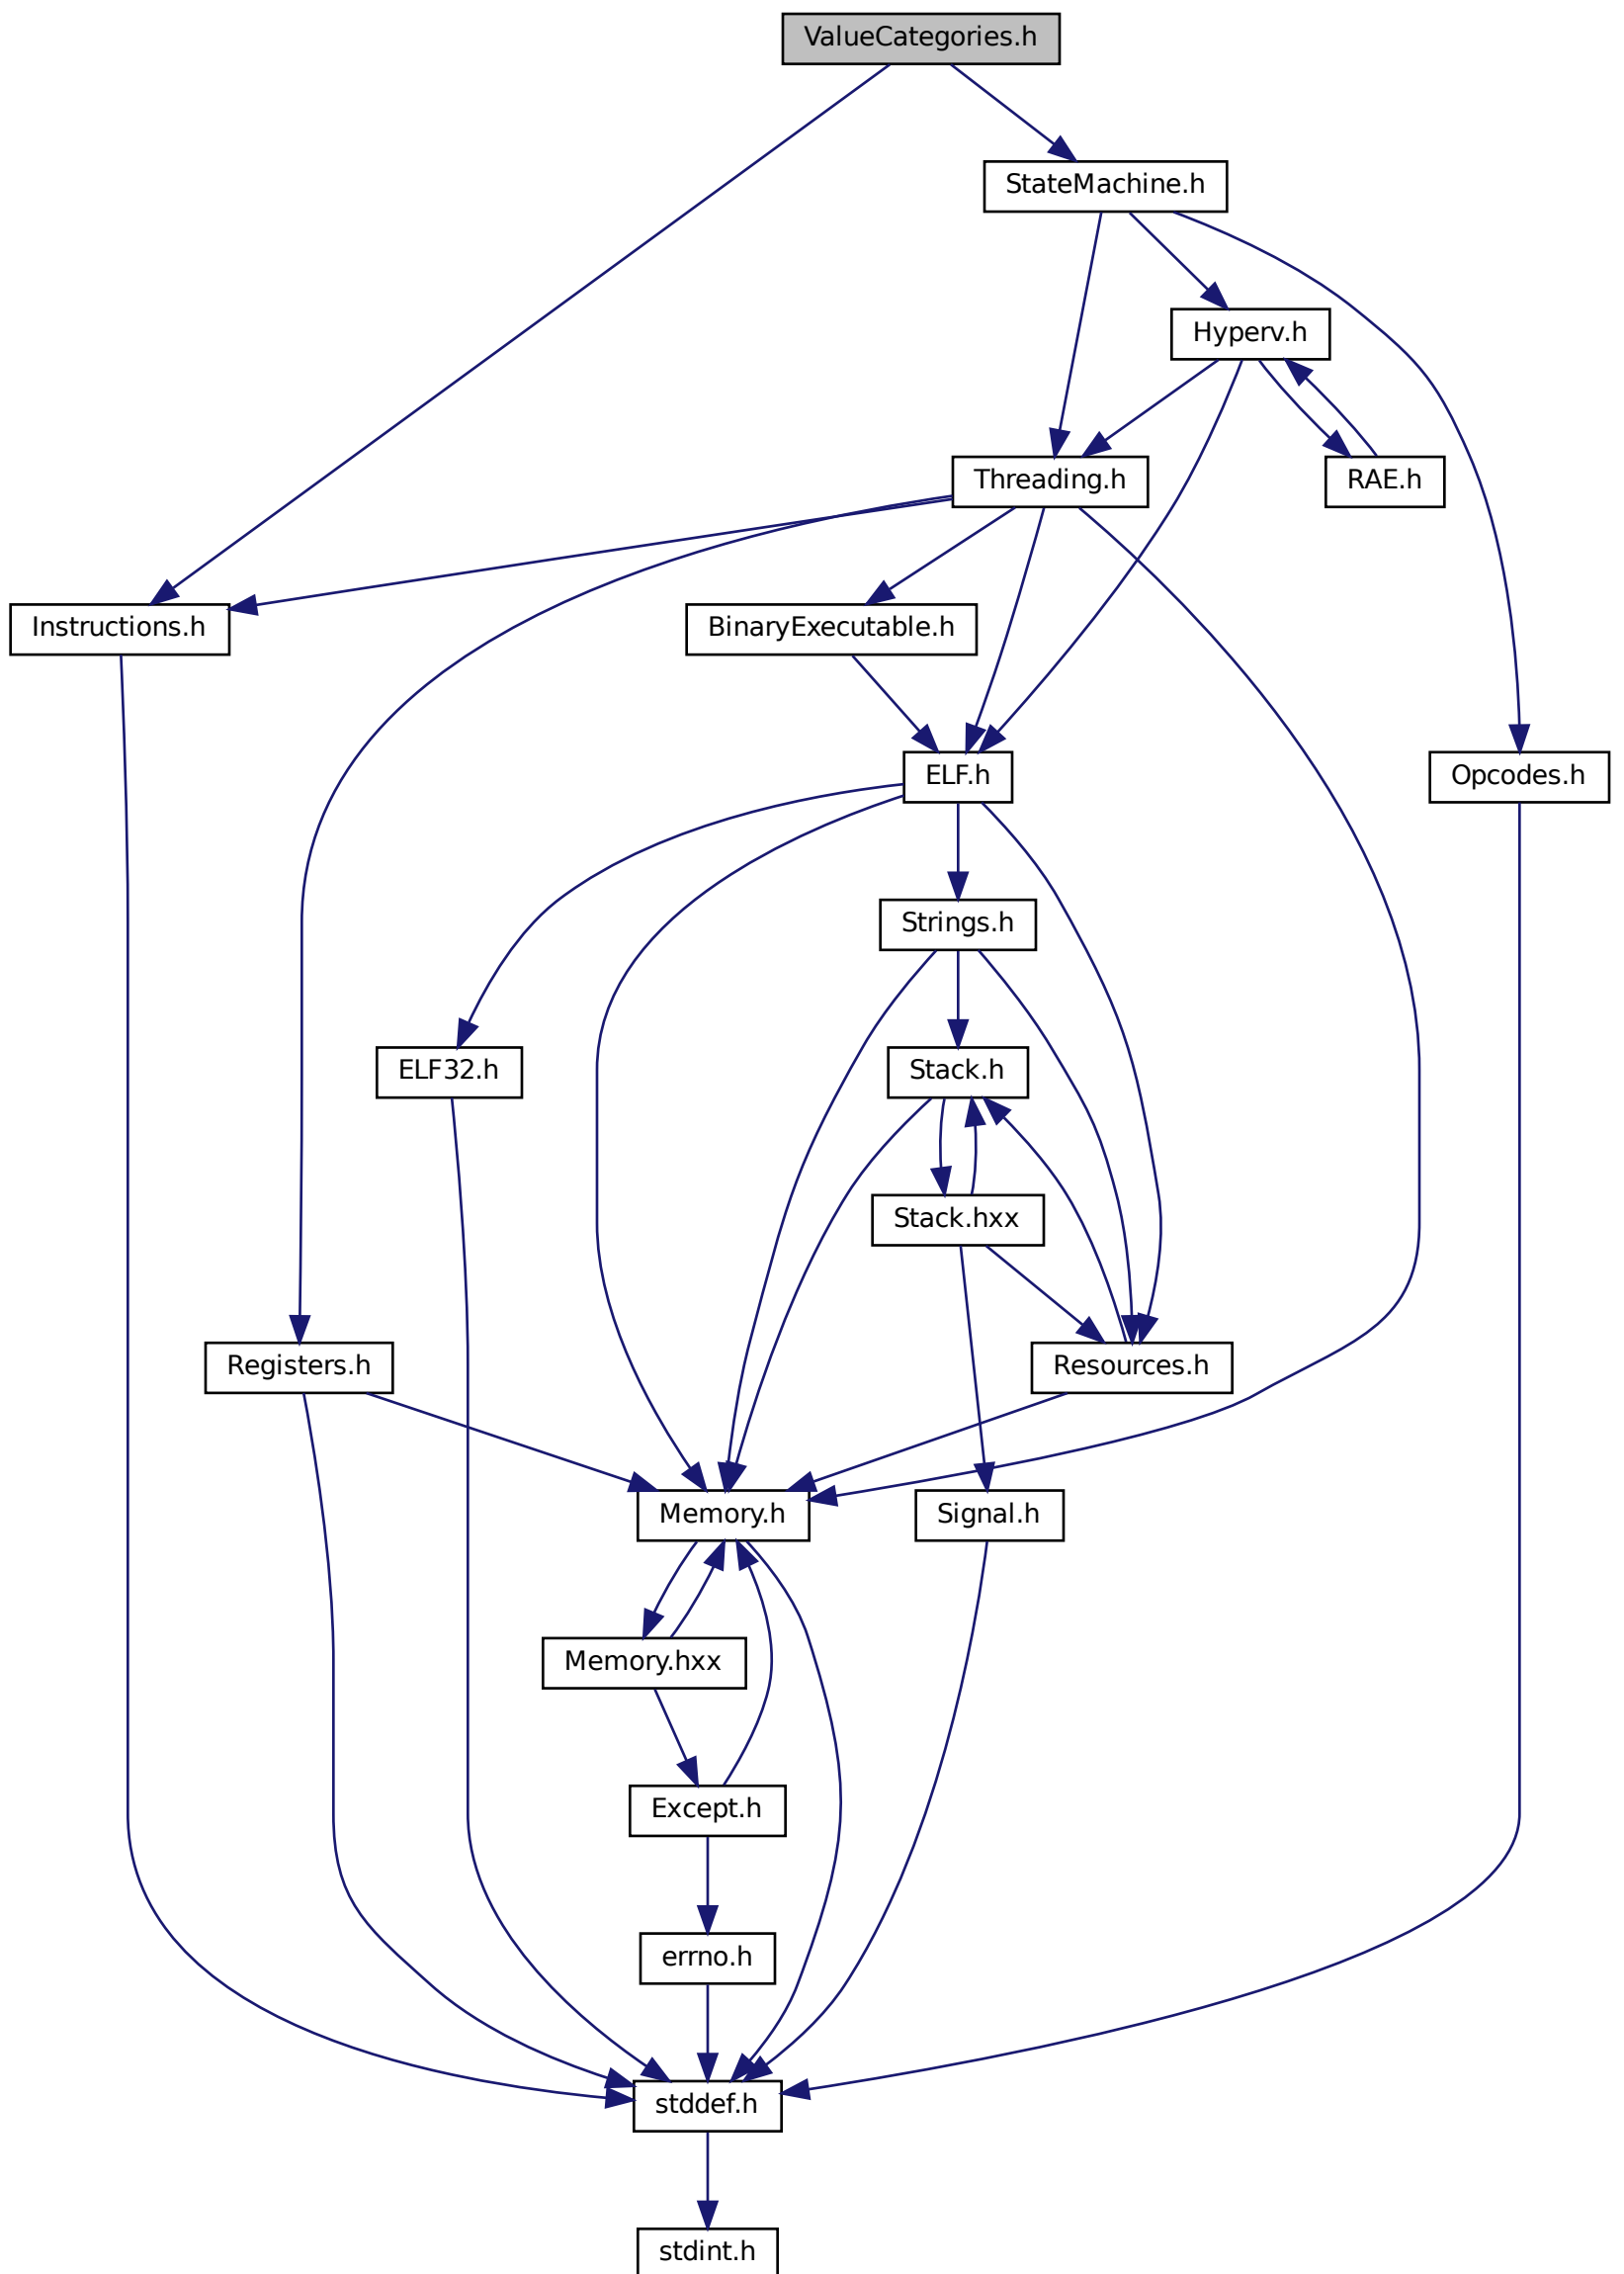 ValueCategories.h
StateMachine.h
Hyperv.h
Threading.h
RAE.h
Instructions.h
BinaryExecutable.h
ELF.h
Opcodes.h
Strings.h
ELF32.h
Stack.h
Stack.hxx
Registers.h
Resources.h
Memory.h
Signal.h
Memory.hxx
Except.h
errno.h
stddef.h
stdint.h